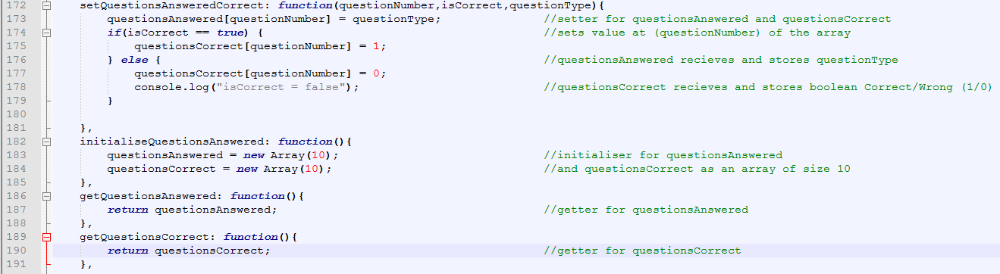 172 setQuestionsAnsweredCorrect: function(questionNumber,isCorrect,questionType){
173 questionsAnswered[questionNumber] = questionType; //setter for questionsAnswered and questionsCorrect
174 if(isCorrect == true) { //sets value at (questionNumber) of the array
175 questionsCorrect[questionNumber] = 1;
176 } else { //questionsAnswered recieves and stores questionType
177 questionsCorrect[questionNumber] = 0;
178 console.log("isCorrect = false"); //questionsCorrect recieves and stores boolean Correct/Wrong (1/0)
179 }
180
181 },
182 initialiseQuestionsAnswered: function(){
183 questionsAnswered = new Array(10); //initialiser for questionsAnswered
184 questionsCorrect = new Array(10); //and questionsCorrect as an array of size 10
185 },
186 getQuestionsAnswered: function(){
187 return questionsAnswered; //getter for questionsAnswered
188 },
189 getQuestionsCorrect: function(){
190 return questionsCorrect; //getter for questionsCorrect
191 },